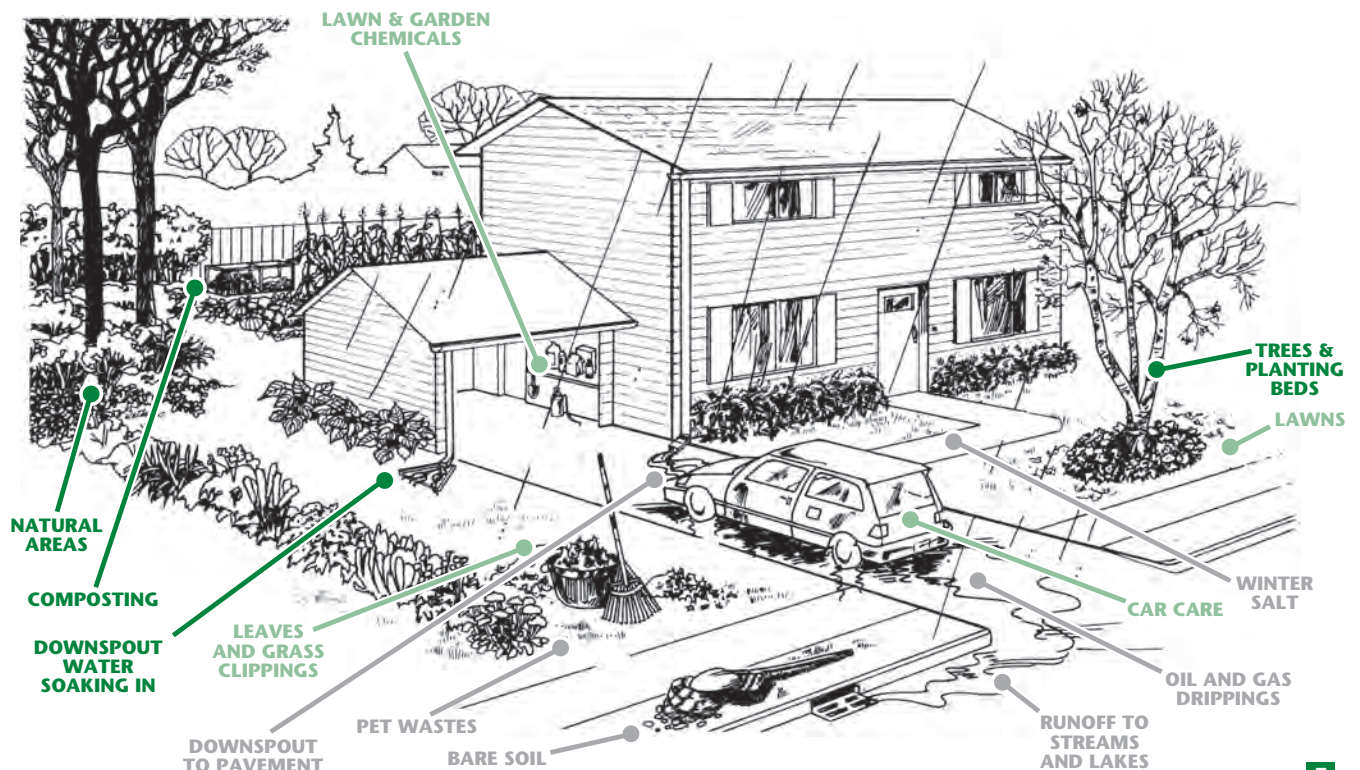 LAWN & GARDEN
CHEMICALS
TREES &
PLANTING
BEDS
LAWNS
NATURAL
AREAS
COMPOSTING
DOWNSPOUT
WATER
SOAKING IN
LEAVES
AND GRASS
CLIPPINGS
WINTER
SALT
CAR CARE
OIL AND GAS
DRIPPINGS
PET WASTES
DOWNSPOUT
TO PAVEMENT
BARE SOIL
RUNOFF TO
STREAMS
AND LAKES